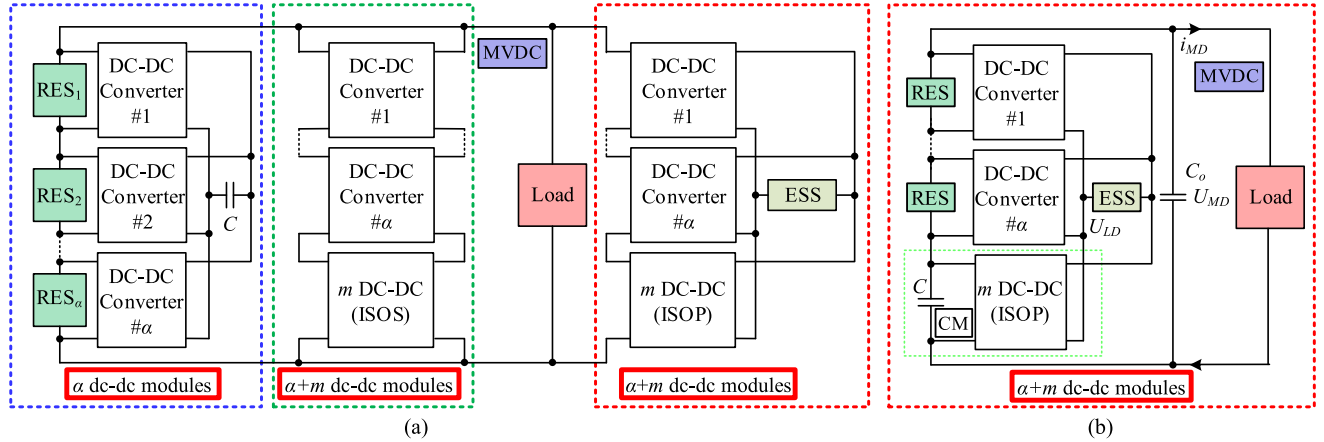 RES₁
DC-DC
Converter
#1
RES₂
DC-DC
Converter
#2
C
RES_α
DC-DC
Converter
#α
α dc-dc modules
DC-DC
Converter
#1
DC-DC
Converter
#α
m DC-DC
(ISOS)
α+m dc-dc modules
MVDC
Load
DC-DC
Converter
#1
DC-DC
Converter
#α
ESS
m DC-DC
(ISOP)
α+m dc-dc modules
(a)
RES
DC-DC
Converter
#1
RES
DC-DC
Converter
#α
ESS
U_LD
C
CM
m DC-DC
(ISOP)
i_MD
MVDC
C_o
U_MD
Load
α+m dc-dc modules
(b)